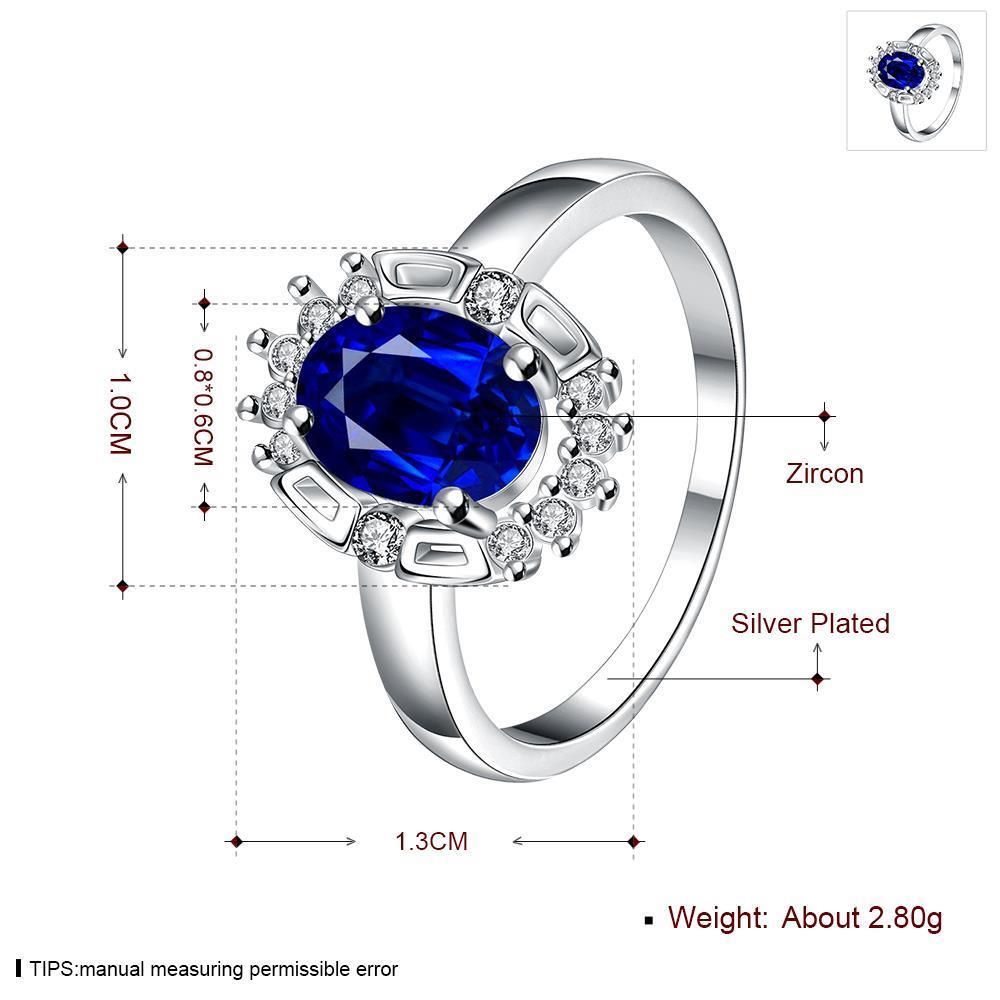 1.0CM
0.8*0.6CM
Zircon
Silver Plated
1.3CM
▪ Weight: About 2.80g
TIPS:manual measuring permissible error